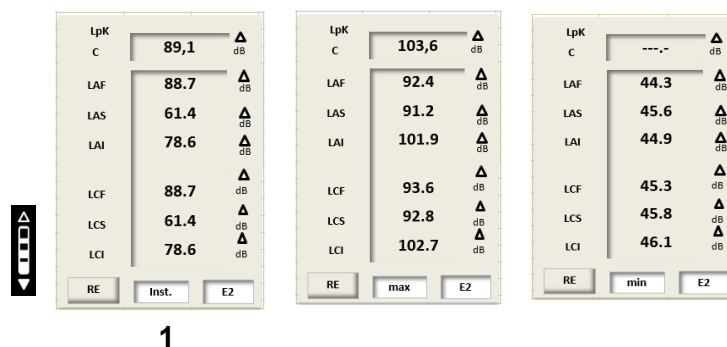 LpK
C 89,1 dB
LAF 88.7 dB
LAS 61.4 dB
LAI 78.6 dB
LCF 88.7 dB
LCS 61.4 dB
LCI 78.6 dB
RE Inst. E2
LpK
C 103,6 dB
LAF 92.4 dB
LAS 91.2 dB
LAI 101.9 dB
LCF 93.6 dB
LCS 92.8 dB
LCI 102.7 dB
RE max E2
LpK
C ---.- dB
LAF 44.3 dB
LAS 45.6 dB
LAI 44.9 dB
LCF 45.3 dB
LCS 45.8 dB
LCI 46.1 dB
RE min E2
1